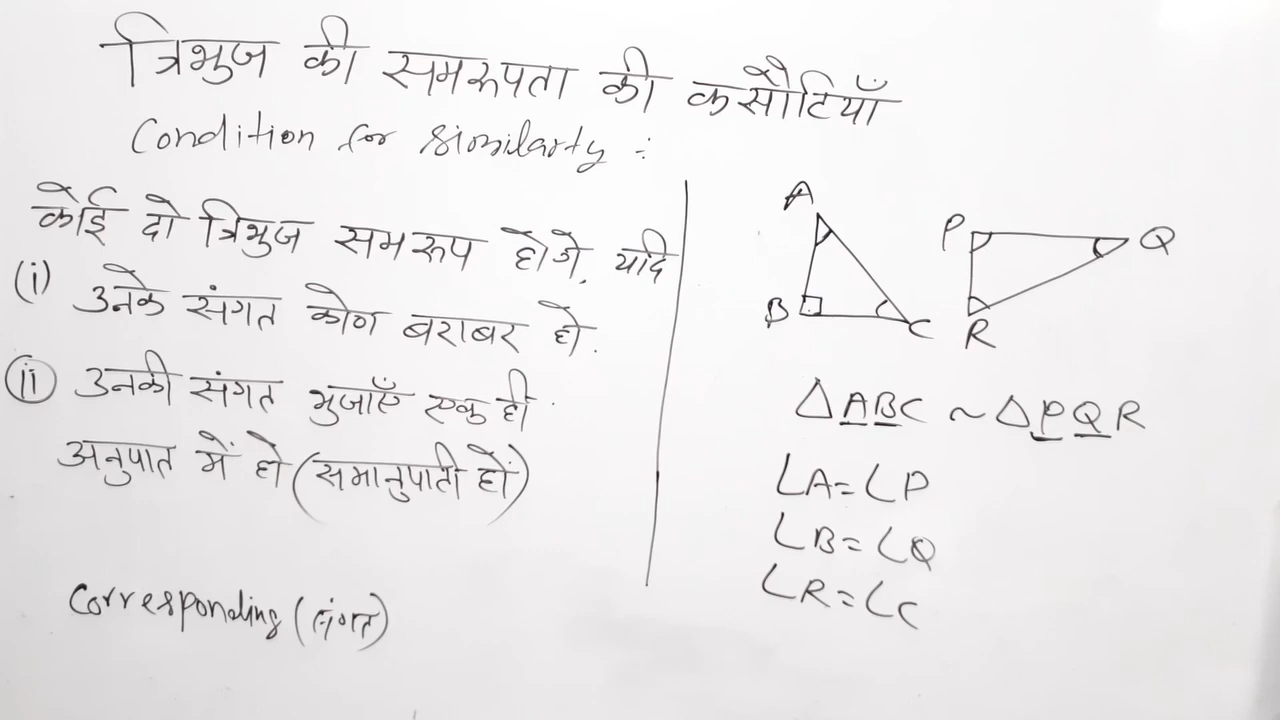 त्रिभुज की समरूपता की कसौटियाँ
Condition for Similarty :
कोई दो त्रिभुज समरूप होंगे, यदि
(i) उनके संगत कोण बराबर हो.
(ii) उनकी संगत भुजाएँ एक ही
अनुपात में हो (समानुपाती हों)
Corresponding (संगत)
A
B
C
P
Q
R
△ABC ~ △PQR
∠A=∠P
∠B=∠Q
∠R=∠C